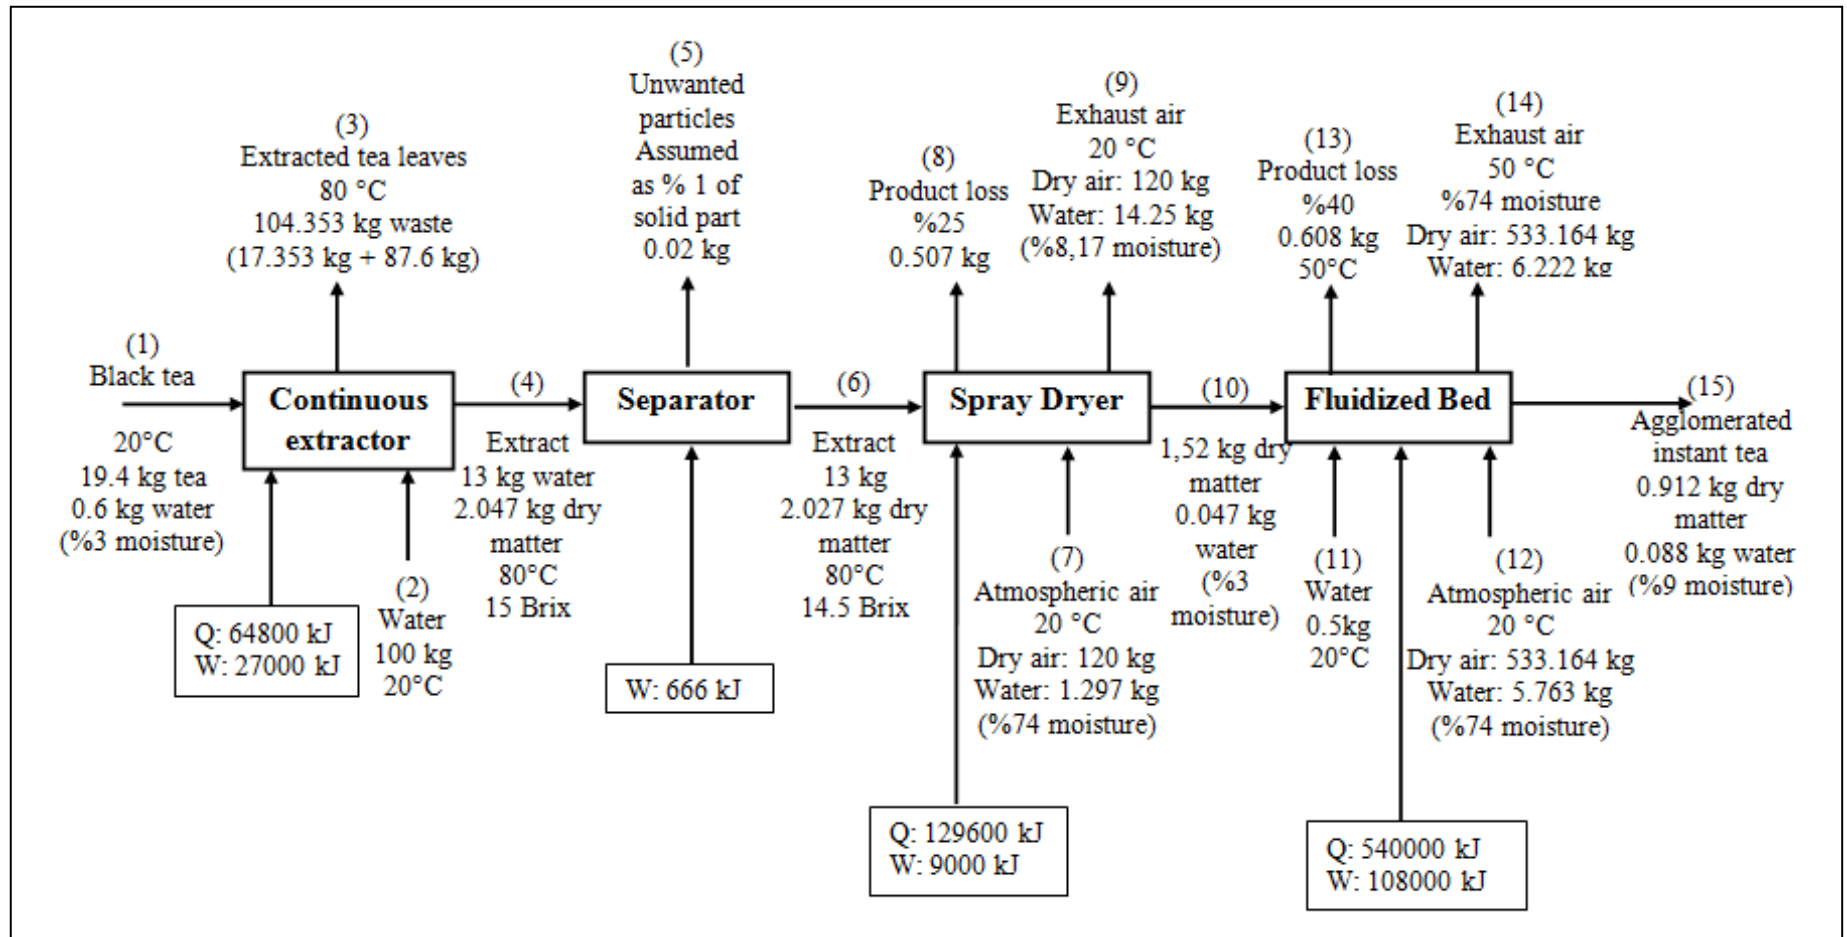 (1)
Black tea
20°C
19.4 kg tea
0.6 kg water
(%3 moisture)
(3)
Extracted tea leaves
80 °C
104.353 kg waste
(17.353 kg + 87.6 kg)
Continuous
extractor
Q: 64800 kJ
W: 27000 kJ
(2)
Water
100 kg
20°C
(4)
Extract
13 kg water
2.047 kg dry
matter
80°C
15 Brix
(5)
Unwanted
particles
Assumed
as % 1 of
solid part
0.02 kg
Separator
W: 666 kJ
(6)
Extract
13 kg
2.027 kg dry
matter
80°C
14.5 Brix
(8)
Product loss
%25
0.507 kg
(9)
Exhaust air
20 °C
Dry air: 120 kg
Water: 14.25 kg
(%8,17 moisture)
Spray Dryer
Q: 129600 kJ
W: 9000 kJ
(7)
Atmospheric air
20 °C
Dry air: 120 kg
Water: 1.297 kg
(%74 moisture)
(10)
1,52 kg dry
matter
0.047 kg
water
(%3
moisture)
(13)
Product loss
%40
0.608 kg
50°C
(14)
Exhaust air
50 °C
%74 moisture
Dry air: 533.164 kg
Water: 6.222 kg
Fluidized Bed
(11)
Water
0.5kg
20°C
Q: 540000 kJ
W: 108000 kJ
(12)
Atmospheric air
20 °C
Dry air: 533.164 kg
Water: 5.763 kg
(%74 moisture)
(15)
Agglomerated
instant tea
0.912 kg dry
matter
0.088 kg water
(%9 moisture)